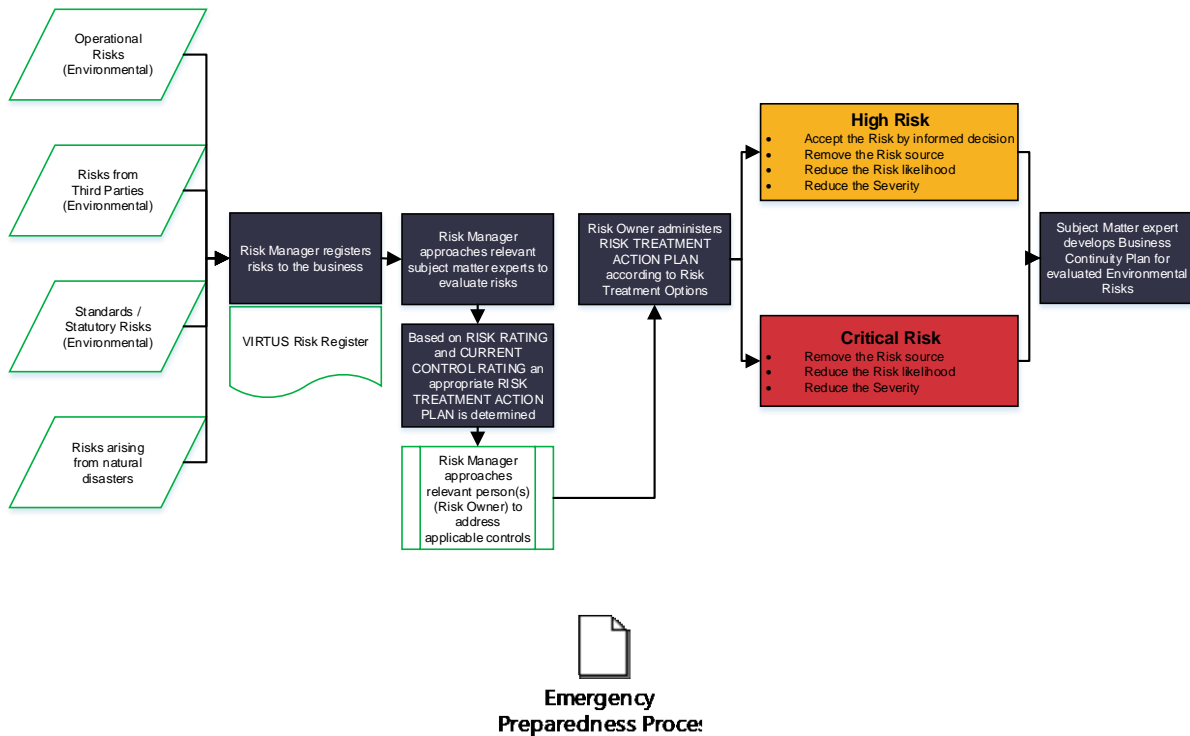 Operational
Risks
(Environmental)
Risks from
Third Parties
(Environmental)
Standards /
Statutory Risks
(Environmental)
Risks arising
from natural
disasters
Risk Manager registers
risks to the business
VIRTUS Risk Register
Risk Manager
approaches relevant
subject matter experts to
evaluate risks
Based on RISK RATING
and CURRENT
CONTROL RATING an
appropriate RISK
TREATMENT ACTION
PLAN is determined
Risk Manager
approaches
relevant person(s)
(Risk Owner) to
address
applicable controls
Risk Owner administers
RISK TREATMENT
ACTION PLAN
according to Risk
Treatment Options
High Risk
• Accept the Risk by informed decision
• Remove the Risk source
• Reduce the Risk likelihood
• Reduce the Severity
Critical Risk
• Remove the Risk source
• Reduce the Risk likelihood
• Reduce the Severity
Subject Matter expert
develops Business
Continuity Plan for
evaluated Environmental
Risks
Emergency
Preparedness Proces